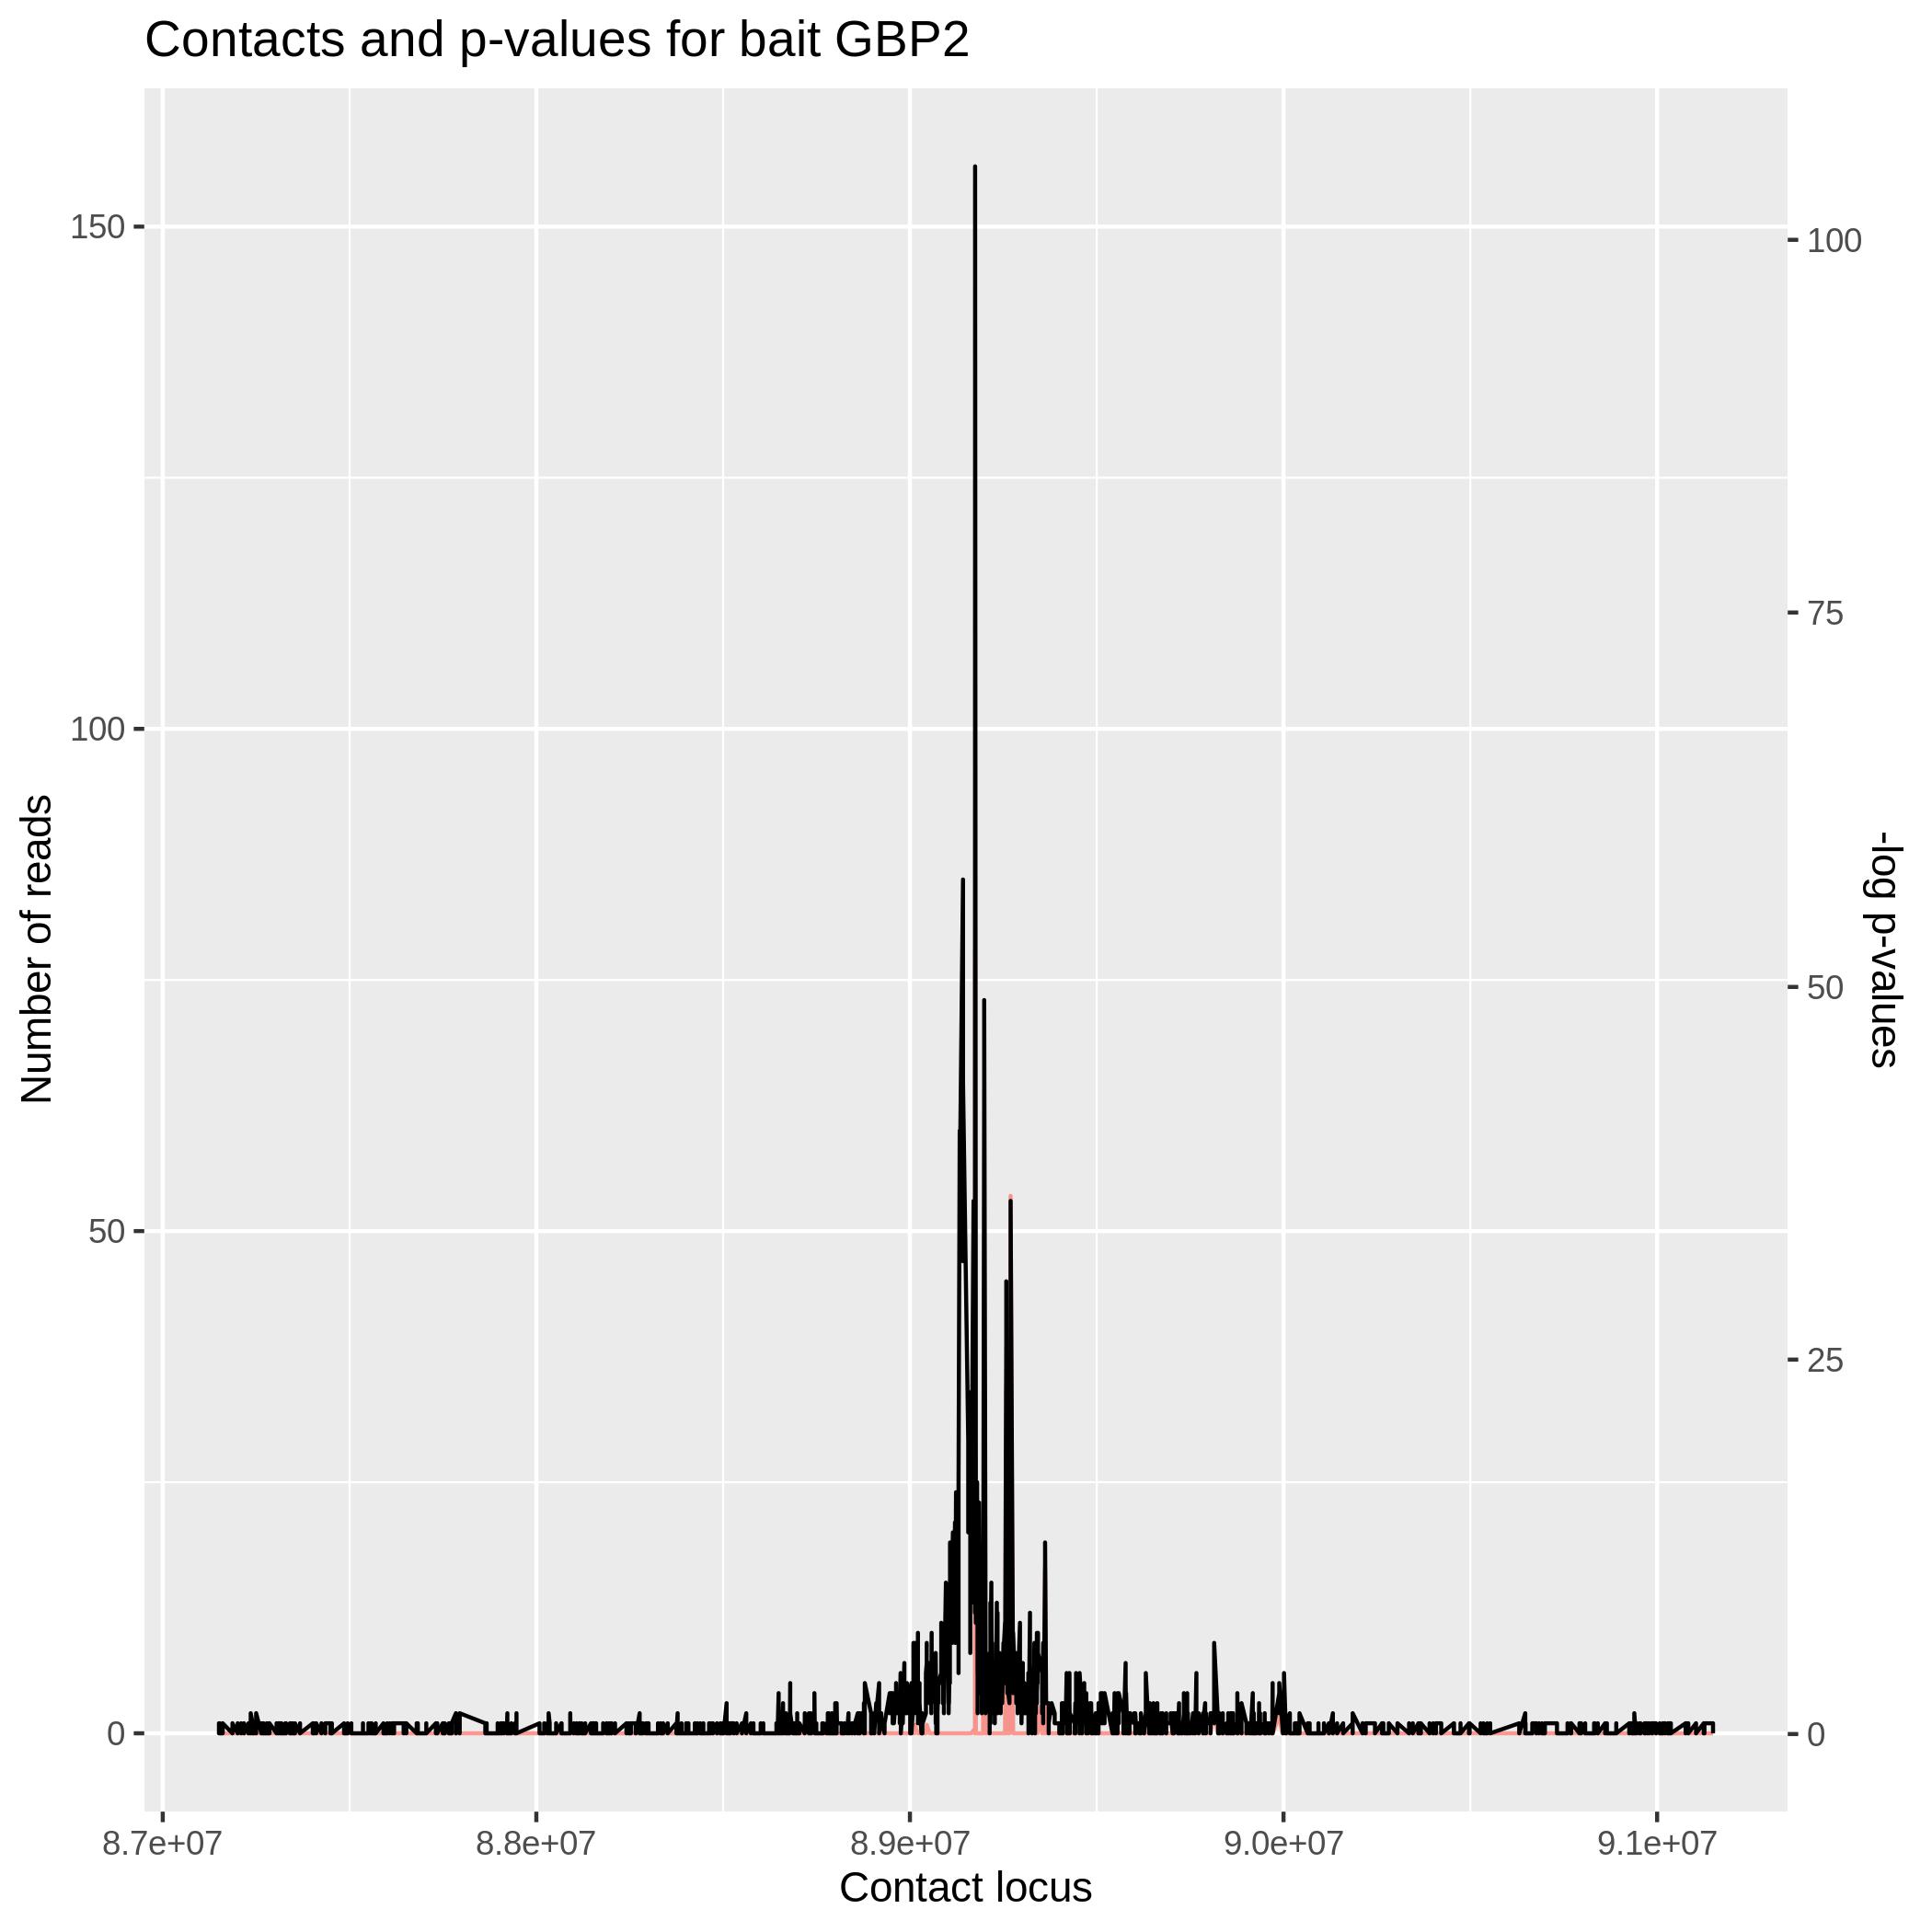 Contacts and p-values for bait GBP2
150
100
50
0
Number of reads
100
75
50
25
0
-log p-values
8.7e+07
8.8e+07
8.9e+07
9.0e+07
9.1e+07
Contact locus